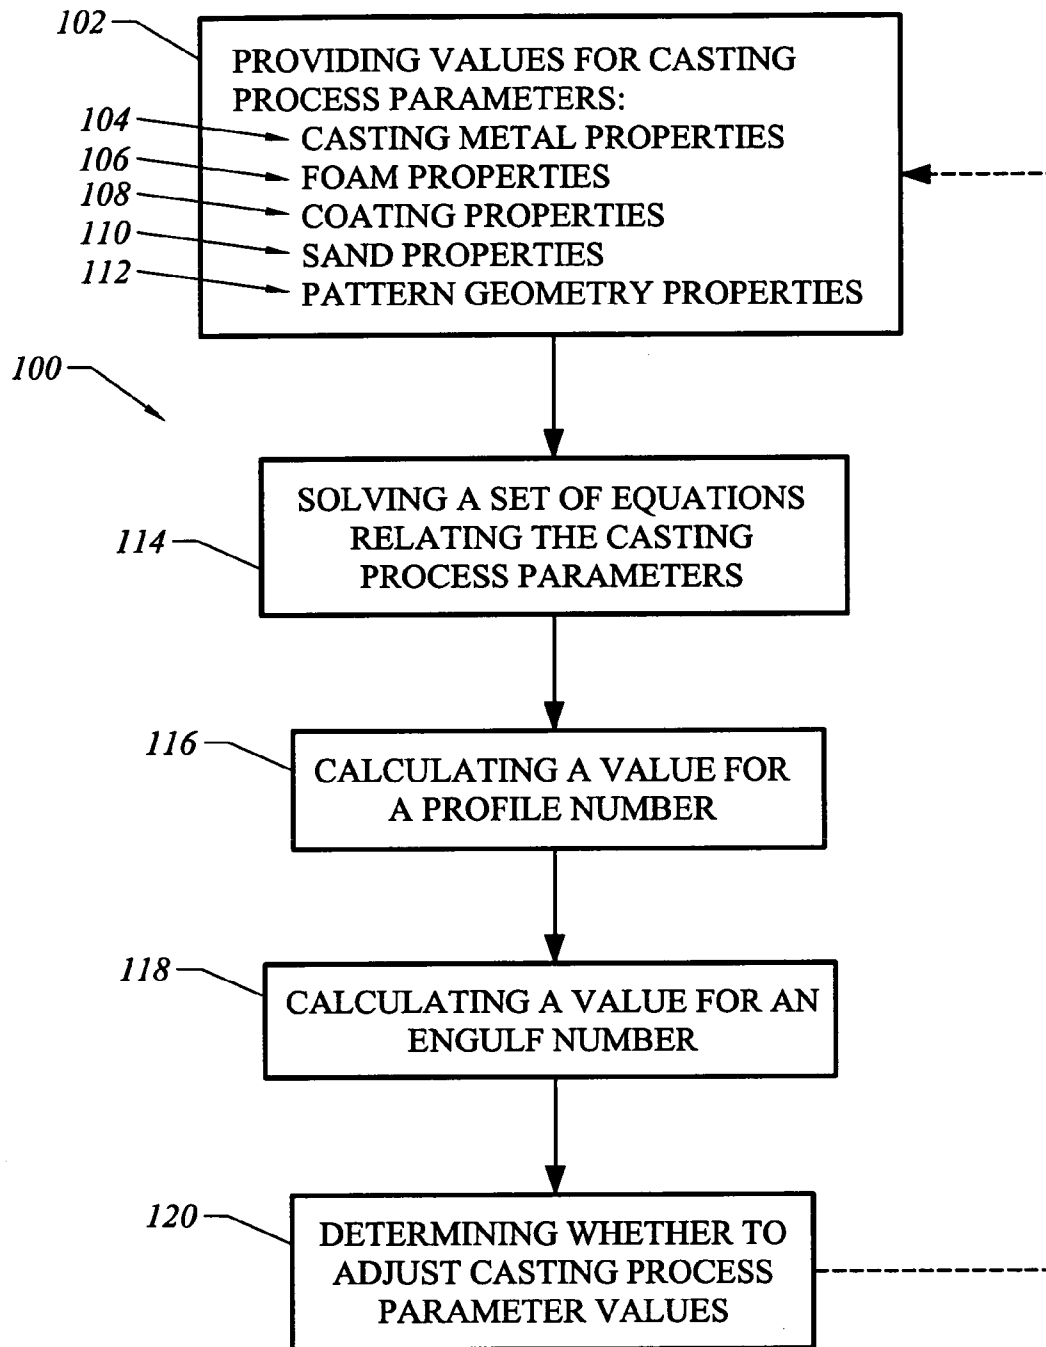 102
PROVIDING VALUES FOR CASTING
PROCESS PARAMETERS:
104
CASTING METAL PROPERTIES
106
FOAM PROPERTIES
108
COATING PROPERTIES
110
SAND PROPERTIES
112
PATTERN GEOMETRY PROPERTIES
100
SOLVING A SET OF EQUATIONS
RELATING THE CASTING
PROCESS PARAMETERS
114
116
CALCULATING A VALUE FOR
A PROFILE NUMBER
118
CALCULATING A VALUE FOR AN
ENGULF NUMBER
120
DETERMINING WHETHER TO
ADJUST CASTING PROCESS
PARAMETER VALUES